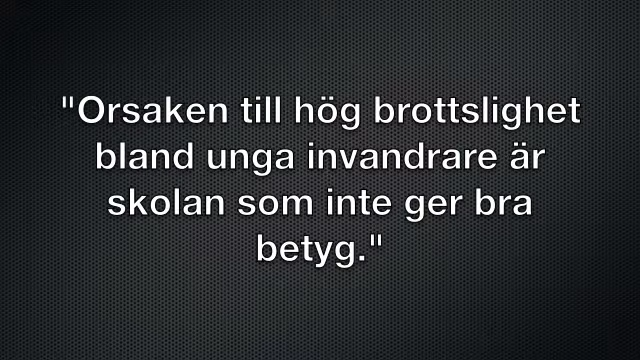 "Orsaken till hög brottslighet
bland unga invandrare är
skolan som inte ger bra
betyg."